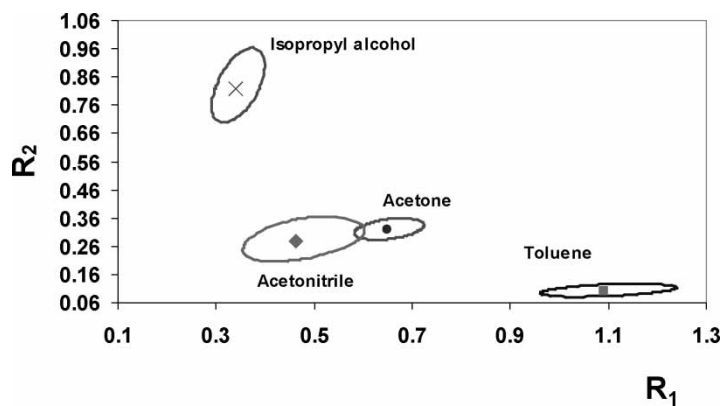 1.06
Isopropyl alcohol
0.96
0.86
0.76
0.66
R2
0.56
0.46
Acetone
0.36
0.26
Toluene
Acetonitrile
0.16
0.06
0.1 0.3 0.5 0.7 0.9 1.1 1.3
R1